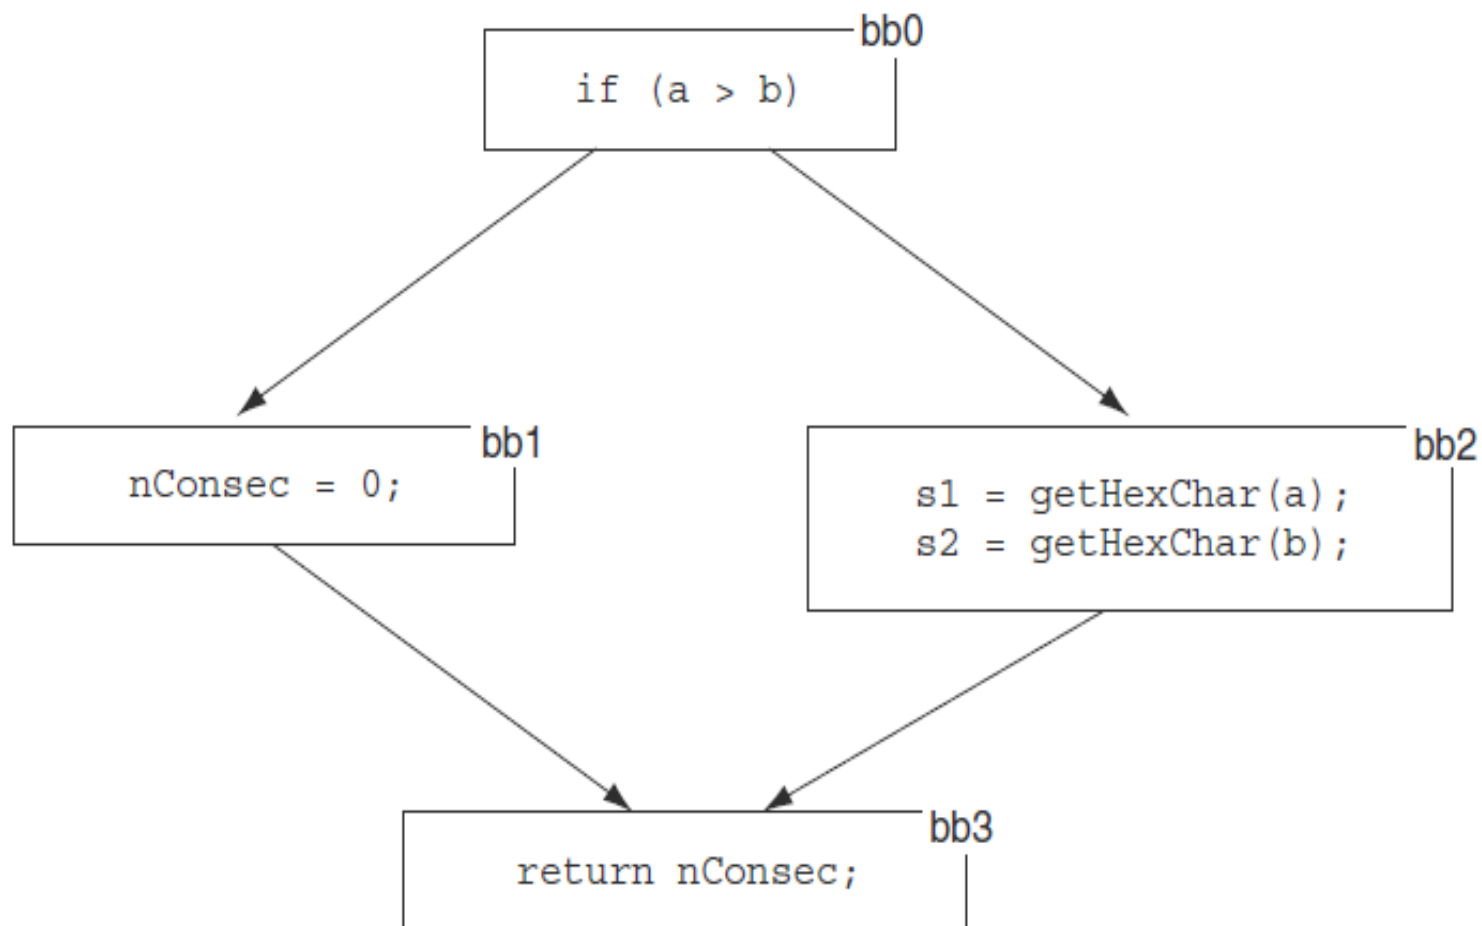 bb0
if (a > b)
bb1
nConsec = 0;
bb2
s1 = getHexChar(a);
s2 = getHexChar(b);
bb3
return nConsec;